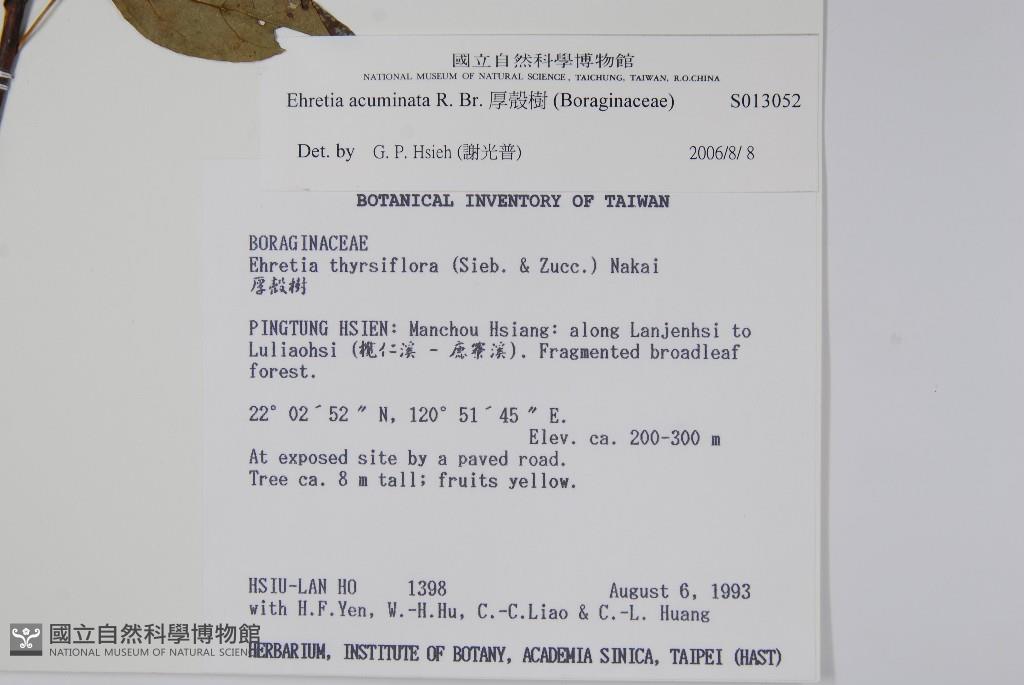 國立自然科學博物館
NATIONAL MUSEUM OF NATURAL SCIENCE, TAICHUNG, TAIWAN, R.O.CHINA
Ehretia acuminata R. Br. 厚殼樹 (Boraginaceae) S013052
Det. by G. P. Hsieh (謝光普) 2006/8/ 8
BOTANICAL INVENTORY OF TAIWAN
BORAGINACEAE
Ehretia thyrsiflora (Sieb. & Zucc.) Nakai
厚殼樹
PINGTUNG HSIEN: Manchou Hsiang: along Lanjenhsi to
Luliaohsi (欖仁溪 - 鹿寮溪). Fragmented broadleaf
forest.
22° 02´52″ N, 120° 51´45″ E.
Elev. ca. 200-300 m
At exposed site by a paved road.
Tree ca. 8 m tall; fruits yellow.
HSIU-LAN HO 1398 August 6, 1993
with H.F.Yen, W.-H.Hu, C.-C.Liao & C.-L. Huang
HERBARIUM, INSTITUTE OF BOTANY, ACADEMIA SINICA, TAIPEI (HAST)
國立自然科學博物館
NATIONAL MUSEUM OF NATURAL SCIEN